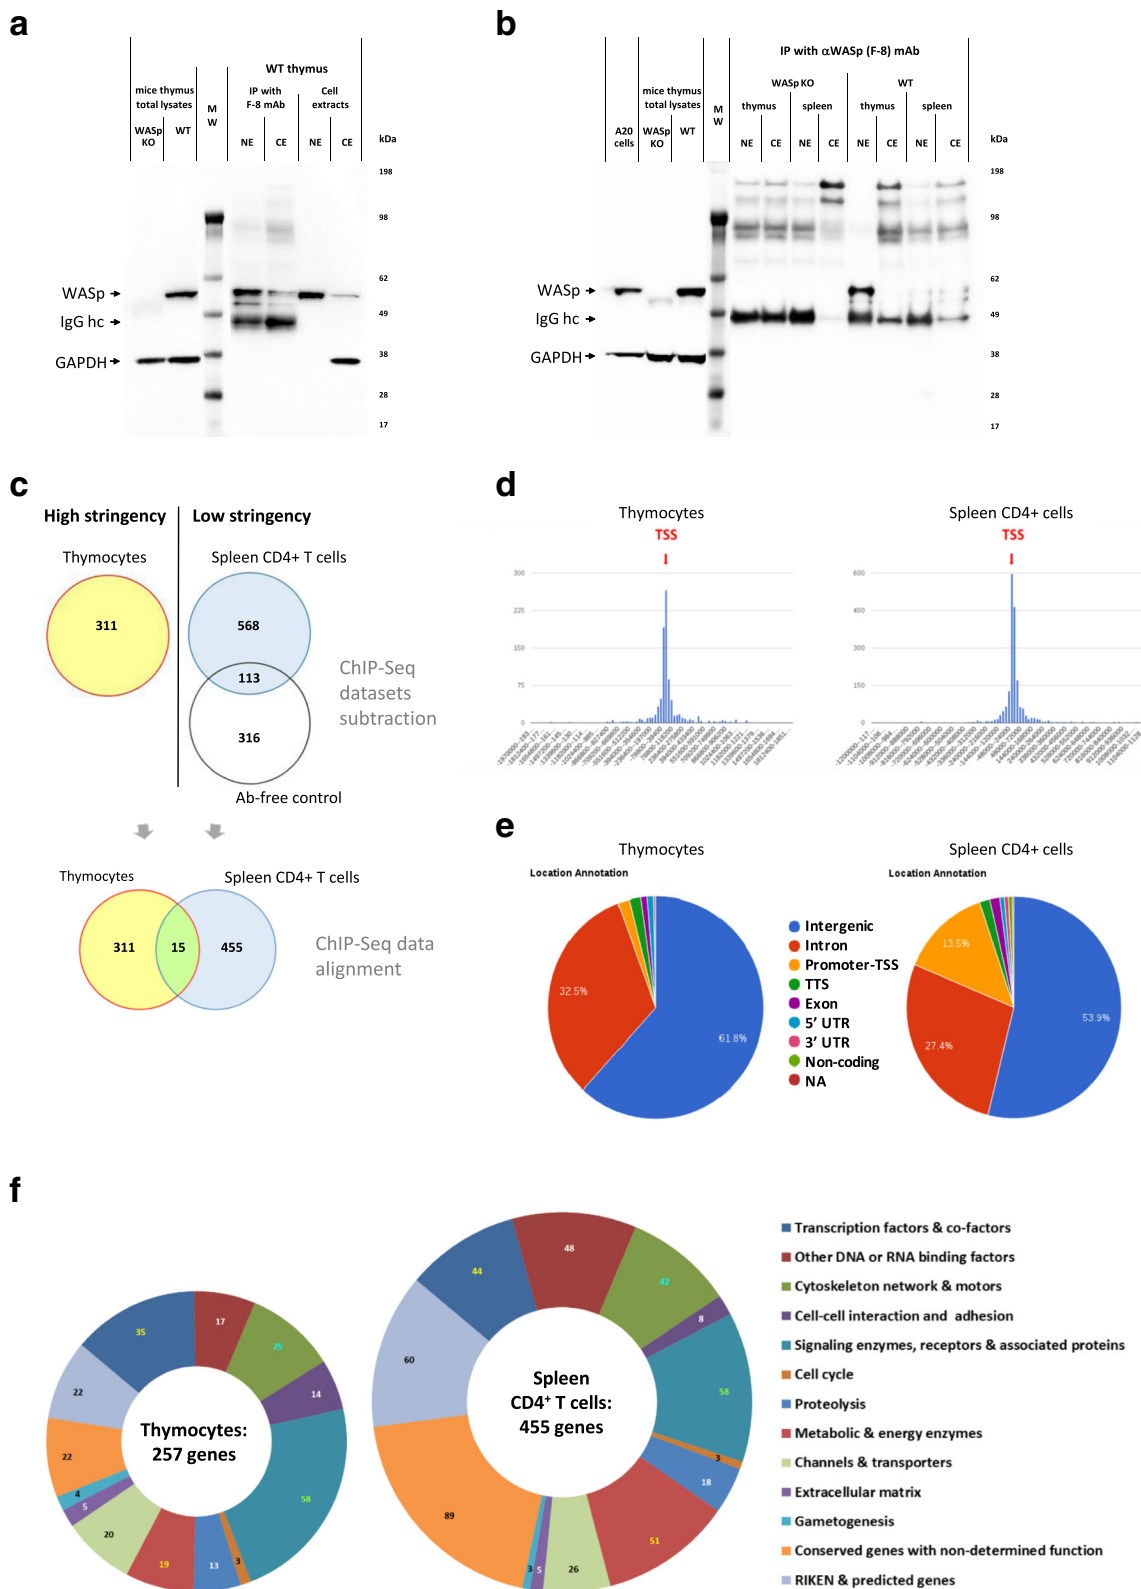 a
WT thymus
mice thymus
total lysates
IP with
F-8 mAb
Cell
extracts
M
W
WASp
KO
WT
NE
CE
NE
CE
kDa
198
98
62
49
38
28
17
WASp
IgG hc
GAPDH
b
IP with αWASp (F-8) mAb
WASp KO
WT
mice thymus
total lysates
thymus
spleen
thymus
spleen
M
W
A20
cells
WASp
KO
WT
NE
CE
NE
CE
NE
CE
NE
CE
kDa
198
98
62
49
38
28
17
WASp
IgG hc
GAPDH
c
High stringency
Low stringency
Thymocytes
Spleen CD4+ T cells
311
568
113
316
ChIP-Seq
datasets
subtraction
Ab-free control
Thymocytes
Spleen CD4+ T cells
311
15
455
ChIP-Seq data
alignment
d
Thymocytes
TSS
300
225
150
75
0
Spleen CD4+ cells
TSS
600
450
300
150
0
e
Thymocytes
Location Annotation
32.5%
61.8%
Intergenic
Intron
Promoter-TSS
TTS
Exon
5' UTR
3' UTR
Non-coding
NA
Spleen CD4+ cells
Location Annotation
13.5%
27.4%
53.9%
f
Thymocytes:
257 genes
35
17
25
14
58
3
13
19
20
5
4
22
22
Spleen
CD4+ T cells:
455 genes
44
48
42
8
58
3
18
51
26
5
3
89
60
Transcription factors & co-factors
Other DNA or RNA binding factors
Cytoskeleton network & motors
Cell-cell interaction and adhesion
Signaling enzymes, receptors & associated proteins
Cell cycle
Proteolysis
Metabolic & energy enzymes
Channels & transporters
Extracellular matrix
Gametogenesis
Conserved genes with non-determined function
RIKEN & predicted genes